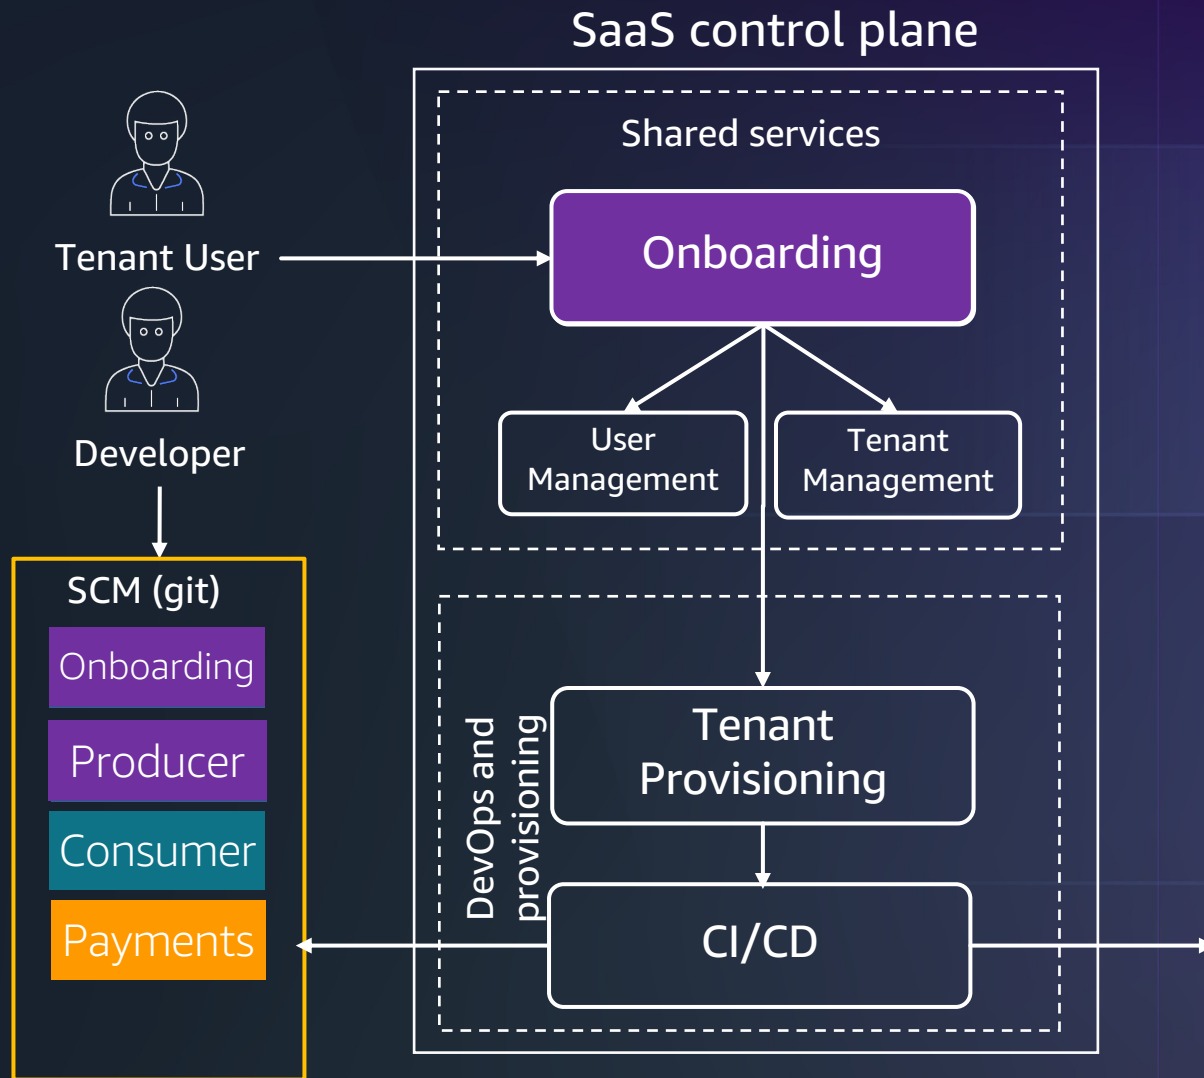 SaaS control plane
Shared services
Onboarding
Tenant User
User
Management
Tenant
Management
Developer
SCM (git)
Onboarding
Producer
Consumer
Payments
DevOps and
provisioning
Tenant
Provisioning
CI/CD